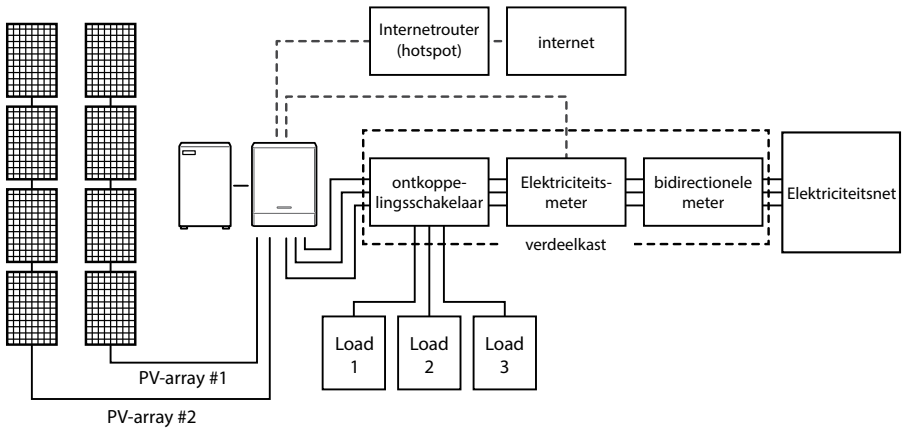 Internetrouter
(hotspot)
internet
ontkoppe-
lingsschakelaar
Elektriciteits-
meter
bidirectionele
meter
Elektriciteitsnet
verdeelkast
Load
1
Load
2
Load
3
PV-array #1
PV-array #2